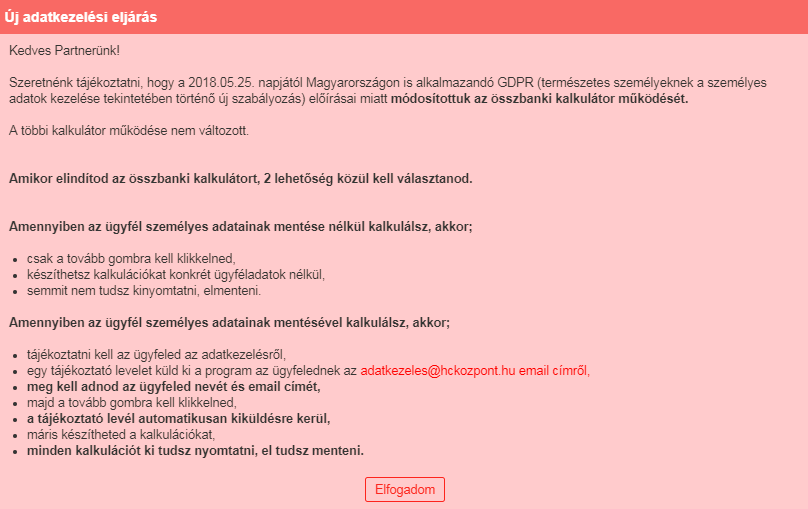 Új adatkezelési eljárás
Kedves Partnerünk!
Szeretnénk tájékoztatni, hogy a 2018.05.25. napjától Magyarországon is alkalmazandó GDPR (természetes személyeknek a személyes
adatok kezelése tekintetében történő új szabályozás) előírásai miatt módosítottuk az összbanki kalkulátor működését.
A többi kalkulátor működése nem változott.
Amikor elindítod az összbanki kalkulátort, 2 lehetőség közül kell választanod.
Amennyiben az ügyfél személyes adatainak mentése nélkül kalkulálsz, akkor;
• csak a tovább gombra kell klikkelned,
• készíthetsz kalkulációkat konkrét ügyféladatok nélkül,
• semmit nem tudsz kinyomtatni, elmenteni.
Amennyiben az ügyfél személyes adatainak mentésével kalkulálsz, akkor;
• tájékoztatni kell az ügyfeled az adatkezelésről,
• egy tájékoztató levelet küld ki a program az ügyfelednek az adatkezeles@hckozpont.hu email címről,
• meg kell adnod az ügyfeled nevét és email címét,
• majd a tovább gombra kell klikkelned,
• a tájékoztató levél automatikusan kiküldésre kerül,
• máris készítheted a kalkulációkat,
• minden kalkulációt ki tudsz nyomtatni, el tudsz menteni.
Elfogadom